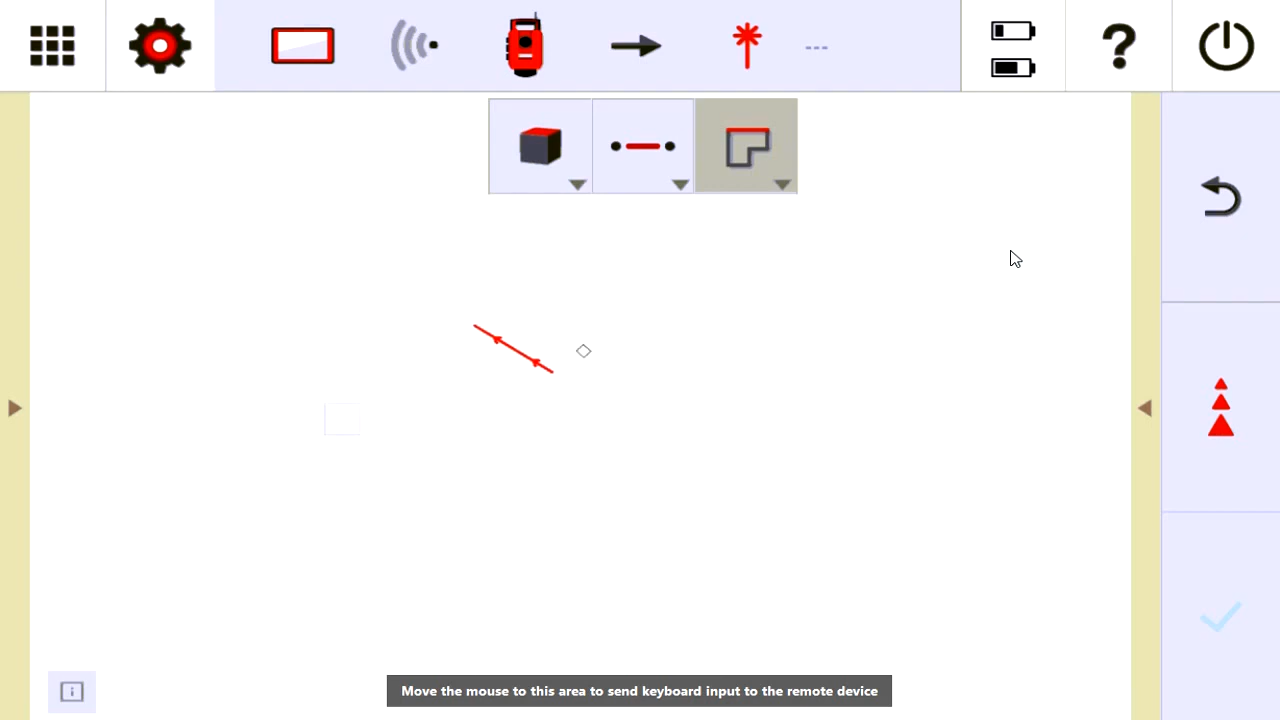 ?
---
i
Move the mouse to this area to send keyboard input to the remote device